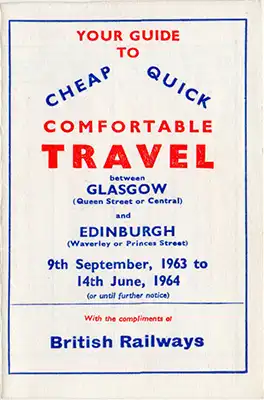 YOUR GUIDE
TO
CHEAP QUICK
COMFORTABLE
TRAVEL
between
GLASGOW
(Queen Street or Central)
and
EDINBURGH
(Waverley or Princes Street)
9th September, 1963 to
14th June, 1964
(or until further notice)
With the compliments of
British Railways